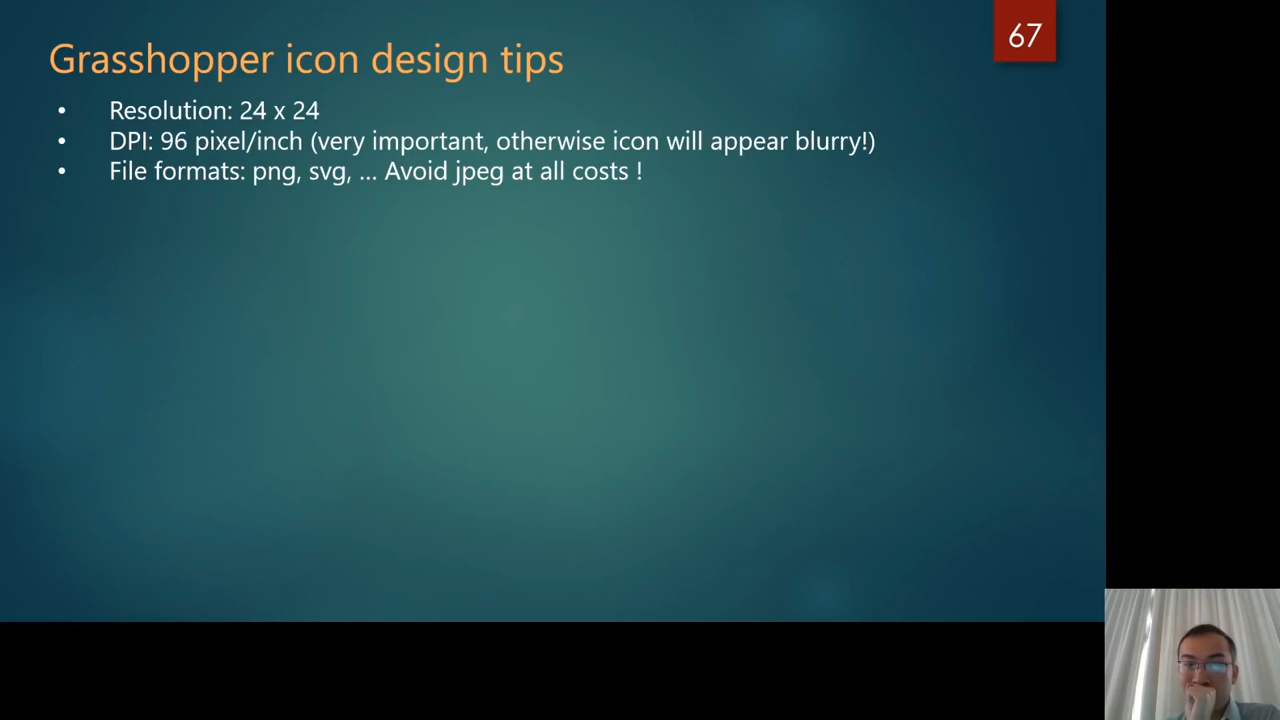 67
Grasshopper icon design tips
• Resolution: 24 x 24
• DPI: 96 pixel/inch (very important, otherwise icon will appear blurry!)
• File formats: png, svg, ... Avoid jpeg at all costs !